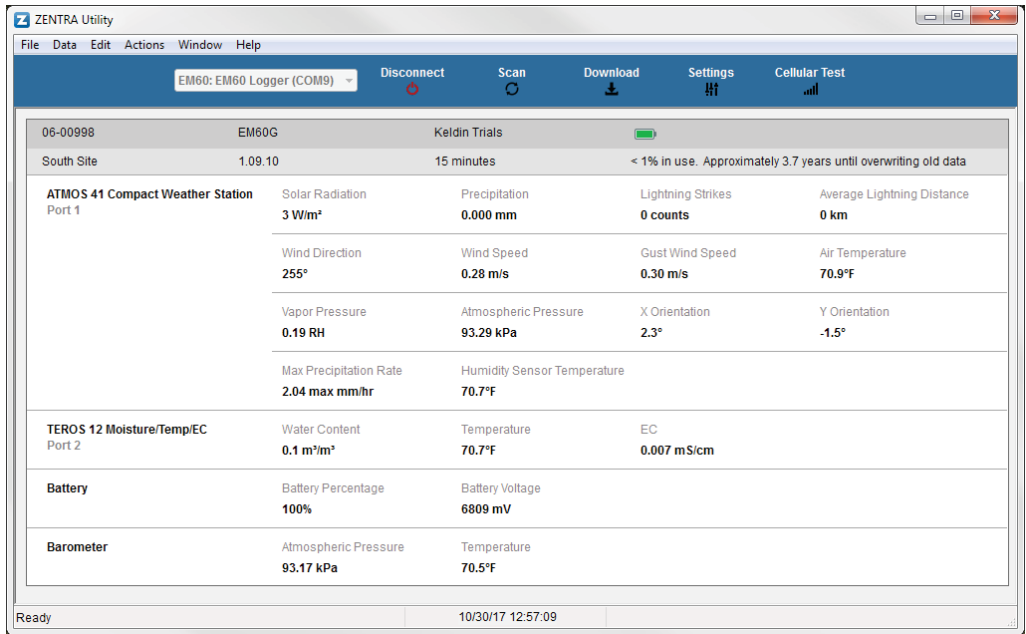 ZENTRA Utility
File Data Edit Actions Window Help
EM60: EM60 Logger (COM9) Disconnect Scan Download Settings Cellular Test
06-00998 EM60G Keldin Trials
South Site 1.09.10 15 minutes < 1% in use. Approximately 3.7 years until overwriting old data
ATMOS 41 Compact Weather Station Solar Radiation Precipitation Lightning Strikes Average Lightning Distance
Port 1 3 W/m² 0.000 mm 0 counts 0 km
Wind Direction Wind Speed Gust Wind Speed Air Temperature
255° 0.28 m/s 0.30 m/s 70.9°F
Vapor Pressure Atmospheric Pressure X Orientation Y Orientation
0.19 RH 93.29 kPa 2.3° -1.5°
Max Precipitation Rate Humidity Sensor Temperature
2.04 max mm/hr 70.7°F
TEROS 12 Moisture/Temp/EC Water Content Temperature EC
Port 2 0.1 m³/m³ 70.7°F 0.007 mS/cm
Battery Battery Percentage Battery Voltage
100% 6809 mV
Barometer Atmospheric Pressure Temperature
93.17 kPa 70.5°F
Ready 10/30/17 12:57:09